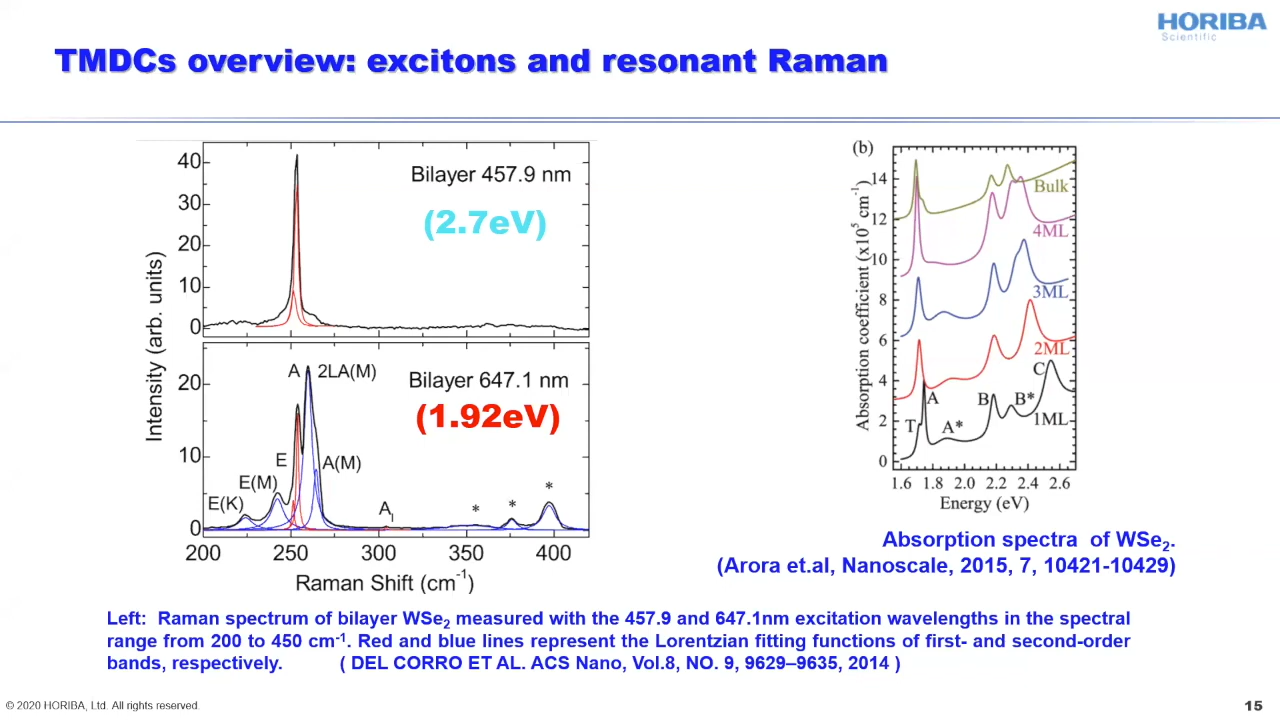 HORIBA
Scientific
TMDCs overview: excitons and resonant Raman
40
30
20
10
0
Bilayer 457.9 nm
(2.7eV)
Intensity (arb. units)
20
10
0
A 2LA(M)
Bilayer 647.1 nm
(1.92eV)
E
A(M)
E(M)
E(K)
A₁
* * *
200 250 300 350 400
Raman Shift (cm⁻¹)
(b)
Absorption coefficient (x10⁵ cm⁻¹)
14
12
10
8
6
4
2
0
Bulk
4ML
3ML
2ML
C
A
B
B*
1ML
T
A*
1.6 1.8 2.0 2.2 2.4 2.6
Energy (eV)
Absorption spectra of WSe₂.
(Arora et.al, Nanoscale, 2015, 7, 10421-10429)
Left: Raman spectrum of bilayer WSe₂ measured with the 457.9 and 647.1nm excitation wavelengths in the spectral
range from 200 to 450 cm⁻¹. Red and blue lines represent the Lorentzian fitting functions of first- and second-order
bands, respectively. ( DEL CORRO ET AL. ACS Nano, Vol.8, NO. 9, 9629–9635, 2014 )
© 2020 HORIBA, Ltd. All rights reserved.
15